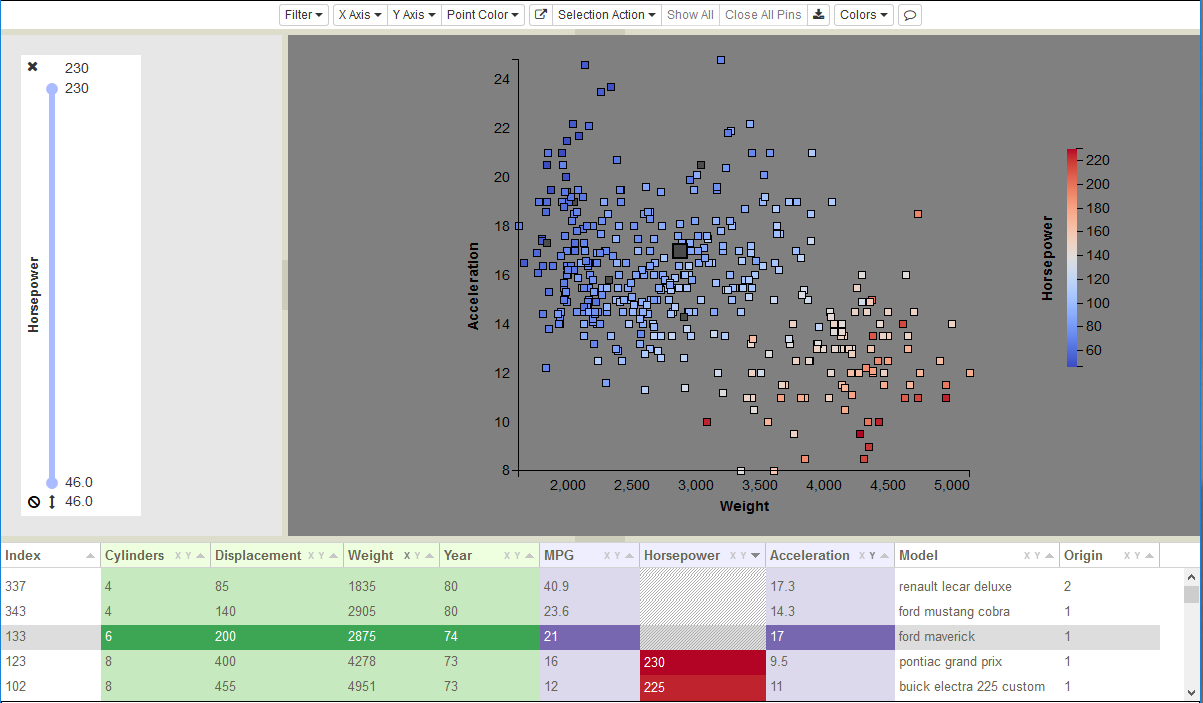 Filter X Axis Y Axis Point Color Selection Action Show All Close All Pins Colors
230
230
Horsepower
46.0
46.0
24
22
20
18
16
14
12
10
8
Acceleration
2,000 2,500 3,000 3,500 4,000 4,500 5,000
Weight
Horsepower
220
200
180
160
140
120
100
80
60
Index Cylinders X Y Displacement X Y Weight X Y Year X Y MPG X Y Horsepower X Y Acceleration X Y Model X Y Origin X Y
337 4 85 1835 80 40.9 17.3 renault lecar deluxe 2
343 4 140 2905 80 23.6 14.3 ford mustang cobra 1
133 6 200 2875 74 21 17 ford maverick 1
123 8 400 4278 73 16 230 9.5 pontiac grand prix 1
102 8 455 4951 73 12 225 11 buick electra 225 custom 1